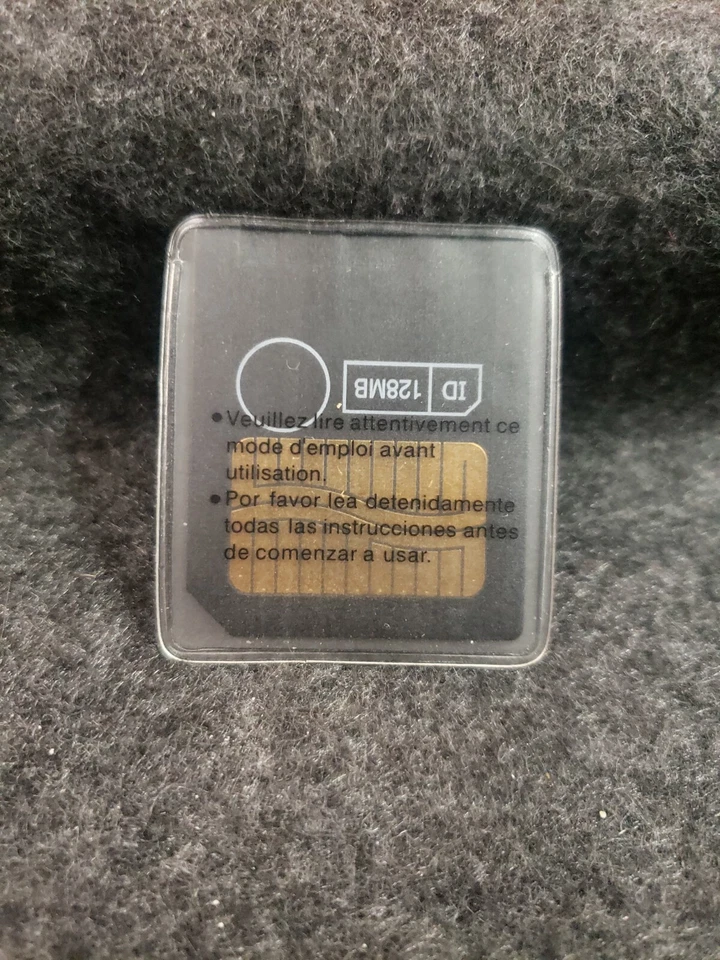 ID 128MB
• Veuillez lire attentivement ce
mode d'emploi avant
utilisation.
• Por favor lea detenidamente
todas las instrucciones antes
de comenzar a usar.